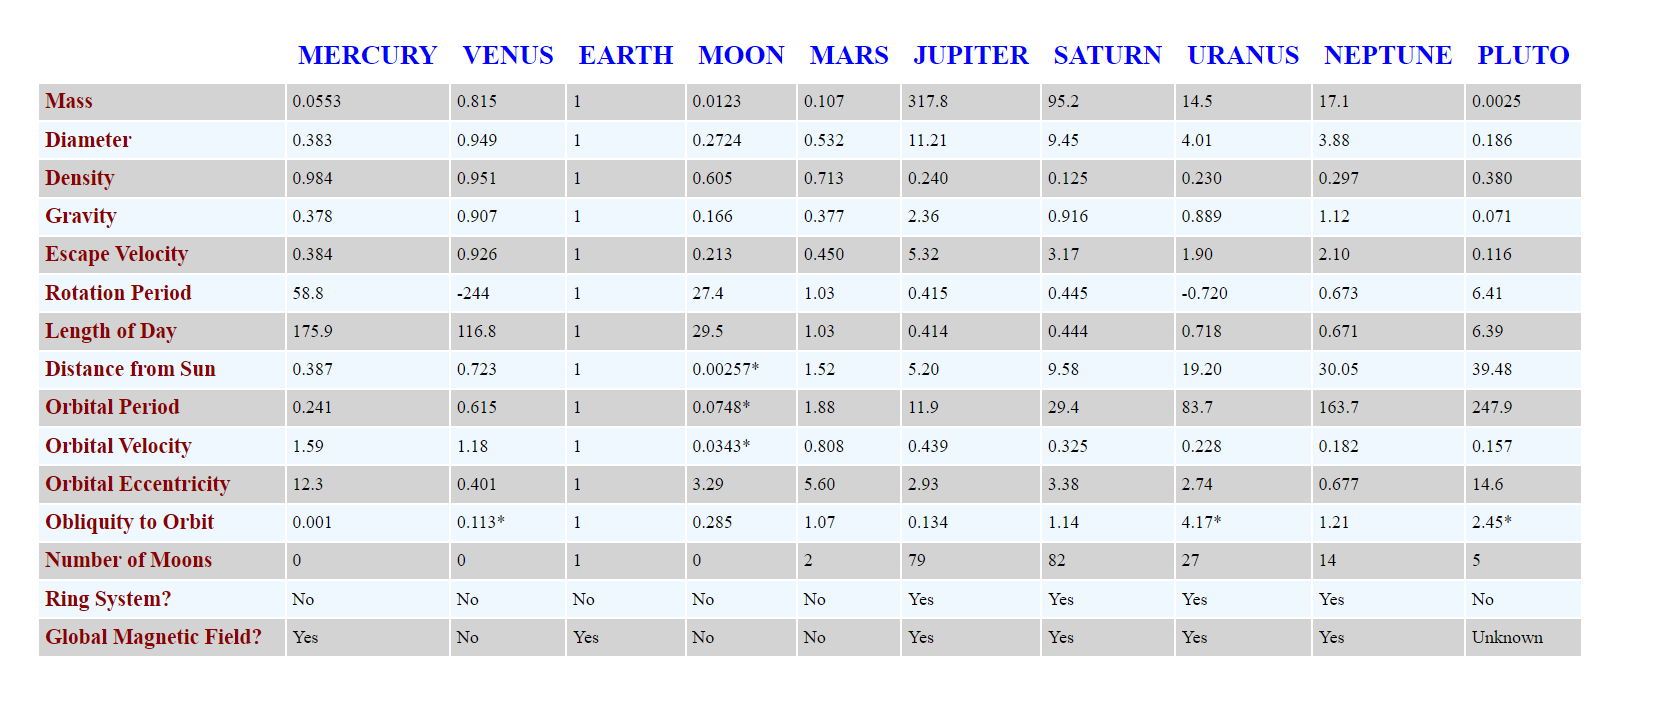 MERCURY VENUS EARTH MOON MARS JUPITER SATURN URANUS NEPTUNE PLUTO
Mass 0.0553 0.815 1 0.0123 0.107 317.8 95.2 14.5 17.1 0.0025
Diameter 0.383 0.949 1 0.2724 0.532 11.21 9.45 4.01 3.88 0.186
Density 0.984 0.951 1 0.605 0.713 0.240 0.125 0.230 0.297 0.380
Gravity 0.378 0.907 1 0.166 0.377 2.36 0.916 0.889 1.12 0.071
Escape Velocity 0.384 0.926 1 0.213 0.450 5.32 3.17 1.90 2.10 0.116
Rotation Period 58.8 -244 1 27.4 1.03 0.415 0.445 -0.720 0.673 6.41
Length of Day 175.9 116.8 1 29.5 1.03 0.414 0.444 0.718 0.671 6.39
Distance from Sun 0.387 0.723 1 0.00257* 1.52 5.20 9.58 19.20 30.05 39.48
Orbital Period 0.241 0.615 1 0.0748* 1.88 11.9 29.4 83.7 163.7 247.9
Orbital Velocity 1.59 1.18 1 0.0343* 0.808 0.439 0.325 0.228 0.182 0.157
Orbital Eccentricity 12.3 0.401 1 3.29 5.60 2.93 3.38 2.74 0.677 14.6
Obliquity to Orbit 0.001 0.113* 1 0.285 1.07 0.134 1.14 4.17* 1.21 2.45*
Number of Moons 0 0 1 0 2 79 82 27 14 5
Ring System? No No No No No Yes Yes Yes Yes No
Global Magnetic Field? Yes No Yes No No Yes Yes Yes Yes Unknown